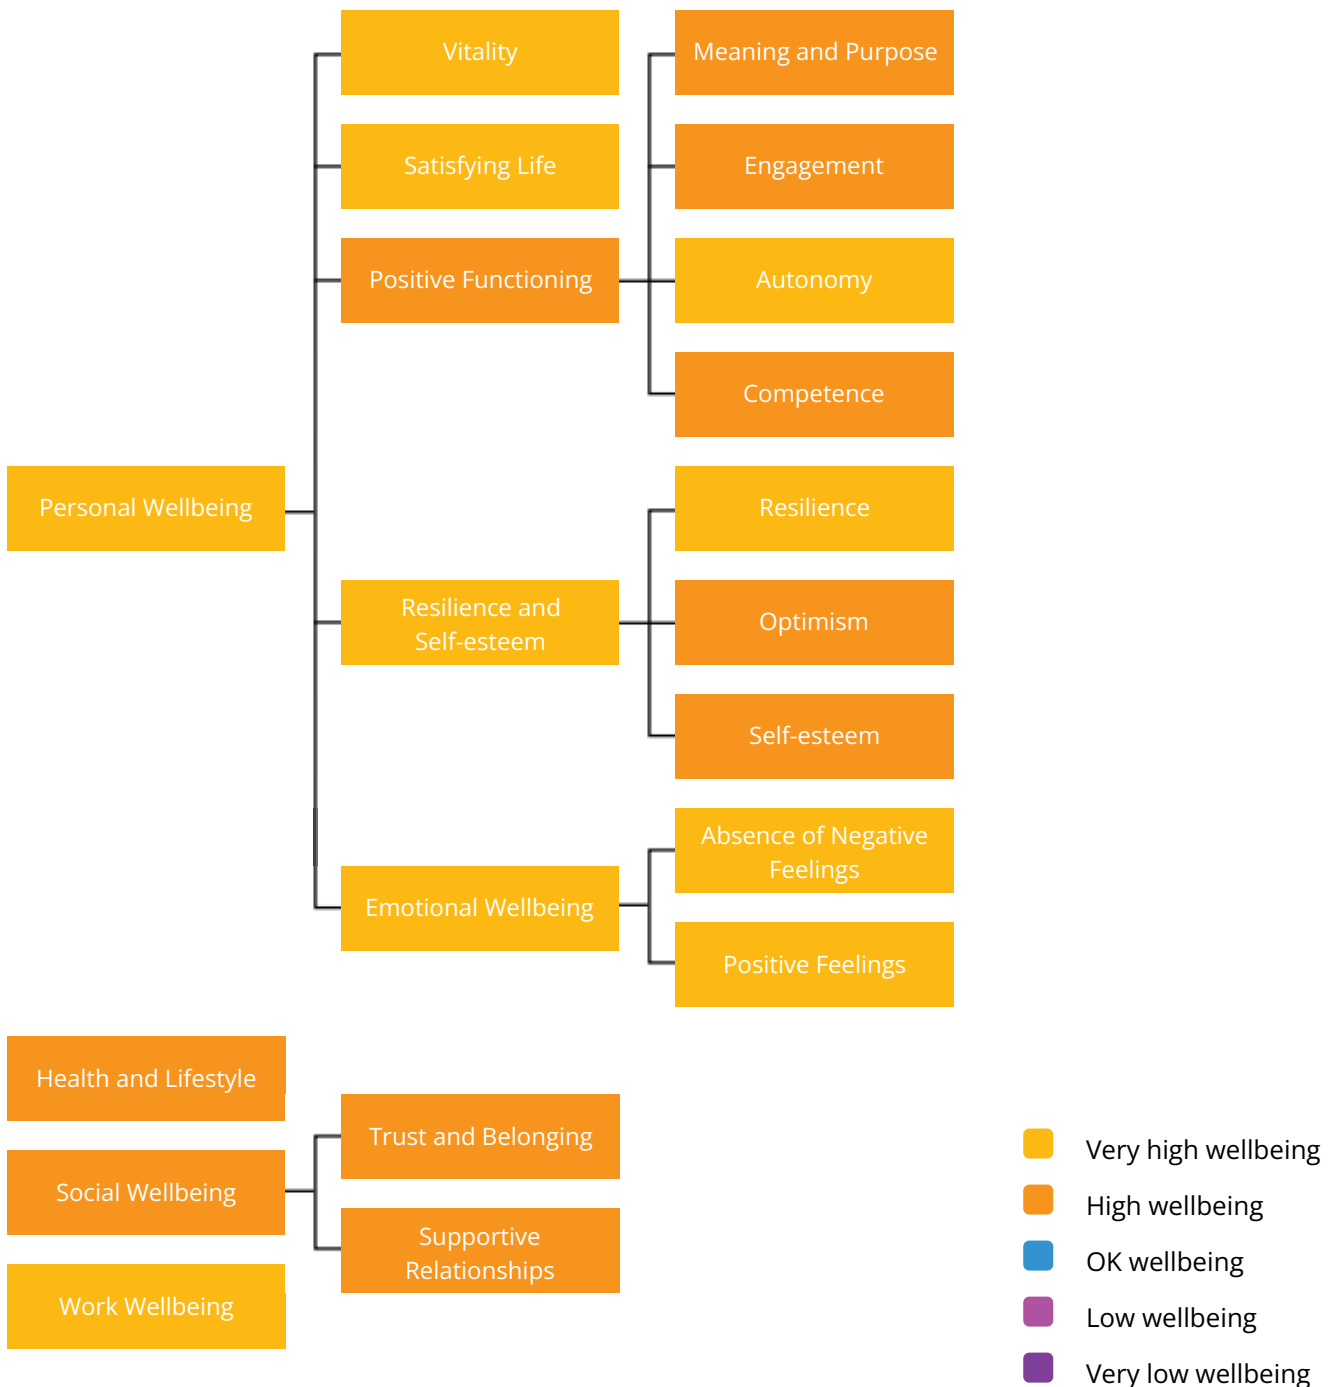 Vitality
Meaning and Purpose
Satisfying Life
Engagement
Positive Functioning
Autonomy
Competence
Personal Wellbeing
Resilience
Resilience and
Self-esteem
Optimism
Self-esteem
Absence of Negative
Feelings
Emotional Wellbeing
Positive Feelings
Health and Lifestyle
Trust and Belonging
Social Wellbeing
Supportive
Relationships
Work Wellbeing
Very high wellbeing
High wellbeing
OK wellbeing
Low wellbeing
Very low wellbeing